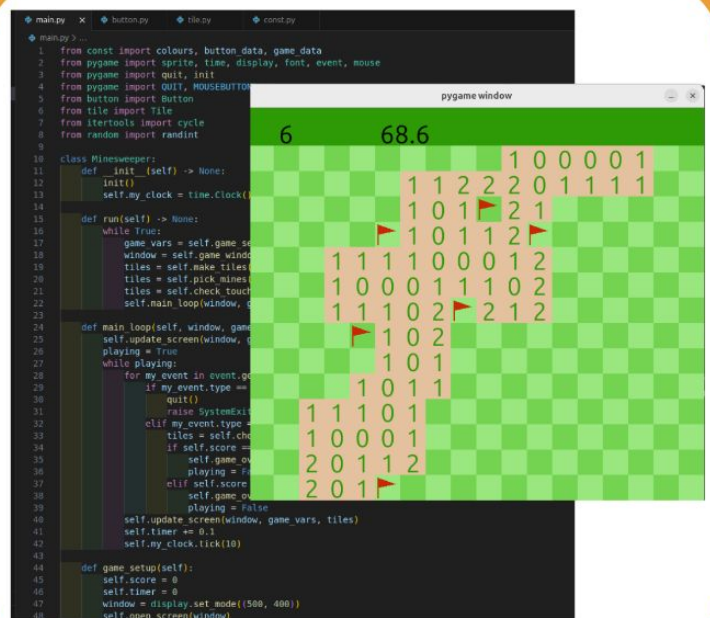 main.py × button.py tile.py const.py
main.py > ...
1 from const import colours, button_data, game_data
2 from pygame import sprite, time, display, font, event, mouse
3 from pygame import quit, init
4 from pygame import QUIT, MOUSEBUTTON
5 from button import Button
6 from tile import Tile
7 from itertools import cycle
8 from random import randint
9
10 class Minesweeper:
11 def __init__(self) -> None:
12 init()
13 self.my_clock = time.Clock()
14
15 def run(self) -> None:
16 while True:
17 game_vars = self.game_se
18 window = self.game_windo
19 tiles = self.make_tiles(
20 tiles = self.pick_mines(
21 tiles = self.check_touch
22 self.main_loop(window, g
23
24 def main_loop(self, window, game
25 self.update_screen(window, g
26 playing = True
27 while playing:
28 for my_event in event.ge
29 if my_event.type ==
30 quit()
31 raise SystemExit
32 elif my_event.type =
33 tiles = self.che
34 if self.score ==
35 self.game_ov
36 playing = Fa
37 elif self.score
38 self.game_ov
39 playing = False
40 self.update_screen(window, game_vars, tiles)
41 self.timer += 0.1
42 self.my_clock.tick(10)
43
44 def game_setup(self):
45 self.score = 0
46 self.timer = 0
47 window = display.set_mode((500, 400))
48 self.open_screen(window)
pygame window
6 68.6
1 0 0 0 0 1
1 1 2 2 2 0 1 1 1 1
1 0 1 2 1
1 0 1 1 2
1 1 1 1 0 0 0 1 2
1 0 0 0 1 1 1 0 2
1 1 1 0 2 2 1 2
1 0 2
1 0 1
1 0 1 1
1 1 1 0 1
1 0 0 0 1
2 0 1 1 2
2 0 1